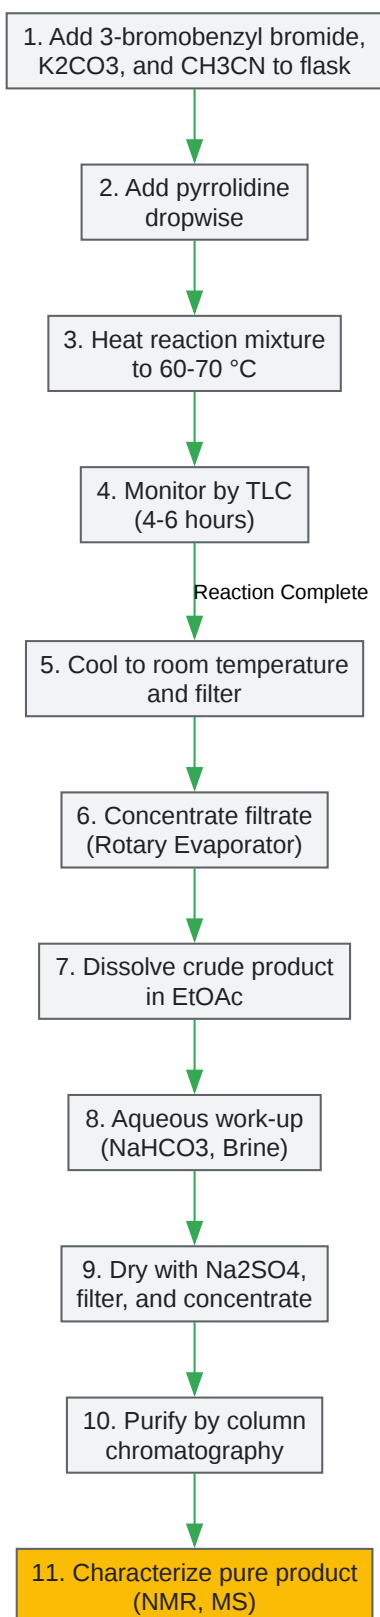 1. Add 3-bromobenzyl bromide,
K2CO3, and CH3CN to flask
2. Add pyrrolidine
dropwise
3. Heat reaction mixture
to 60-70 °C
4. Monitor by TLC
(4-6 hours)
Reaction Complete
5. Cool to room temperature
and filter
6. Concentrate filtrate
(Rotary Evaporator)
7. Dissolve crude product
in EtOAc
8. Aqueous work-up
(NaHCO3, Brine)
9. Dry with Na2SO4,
filter, and concentrate
10. Purify by column
chromatography
11. Characterize pure product
(NMR, MS)